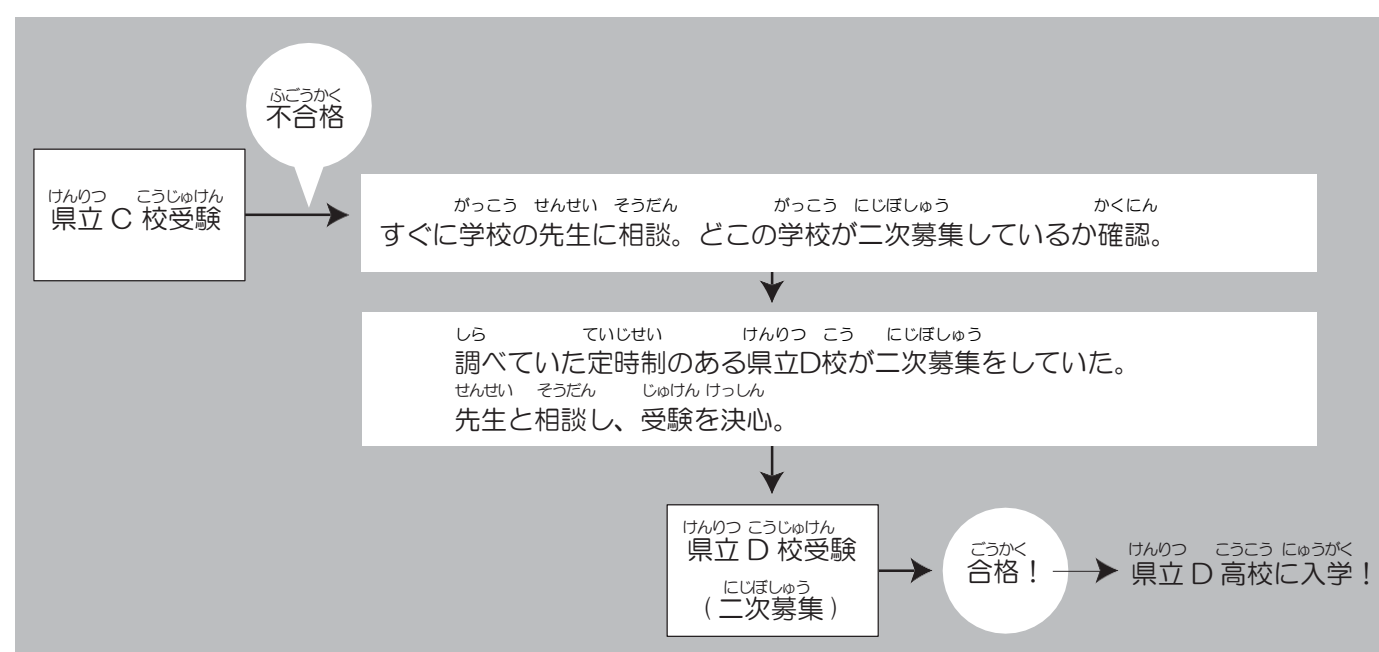 ふごうかく
不合格
けんりつ こうじゅけん
県立 C 校受験
がっこう せんせい そうだん がっこう にじぼしゅう かくにん
すぐに学校の先生に相談。どこの学校が二次募集しているか確認。
しら ていじせい けんりつ こう にじぼしゅう
調べていた定時制のある県立D校が二次募集をしていた。
せんせい そうだん じゅけん けっしん
先生と相談し、受験を決心。
けんりつ こうじゅけん
県立 D 校受験
にじぼしゅう
（二次募集）
ごうかく
合格！
けんりつ こうこう にゅうがく
県立 D 高校に入学！